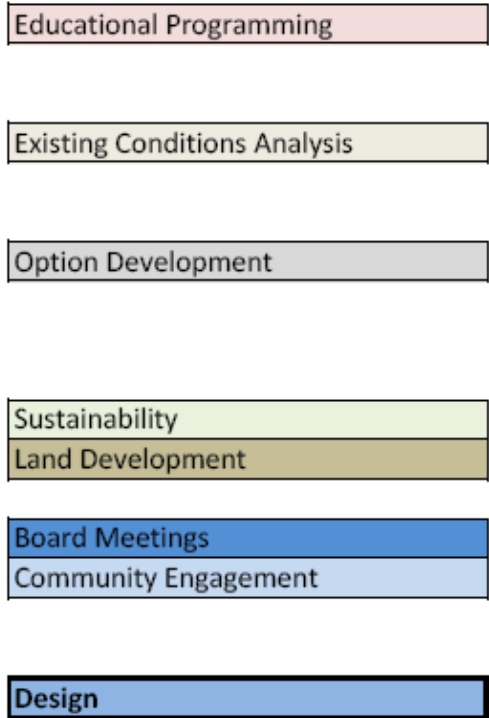 Educational Programming
Existing Conditions Analysis
Option Development
Sustainability
Land Development
Board Meetings
Community Engagement
Design